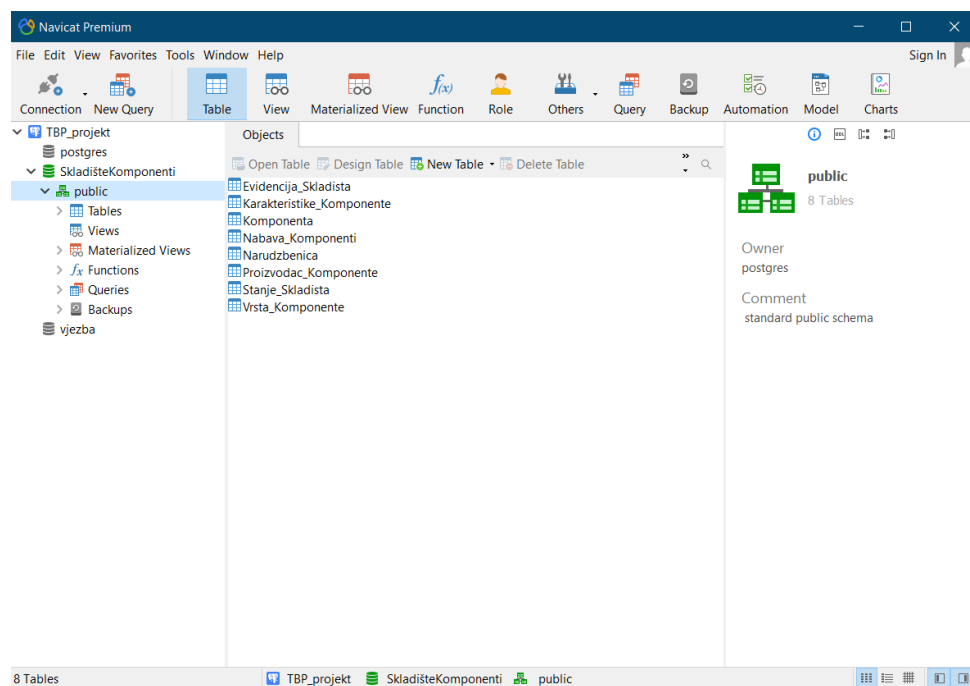 Navicat Premium
File Edit View Favorites Tools Window Help Sign In
Connection New Query Table View Materialized View Function Role Others Query Backup Automation Model Charts
TBP_projekt
postgres
SkladišteKomponenti
public
Tables
Views
Materialized Views
Functions
Queries
Backups
vjezba
Objects
Open Table Design Table New Table Delete Table
Evidencija_Skladista
Karakteristike_Komponente
Komponenta
Nabava_Komponenti
Narudzbenica
Proizvodac_Komponente
Stanje_Skladista
Vrsta_Komponente
public
8 Tables
Owner
postgres
Comment
standard public schema
8 Tables TBP_projekt SkladišteKomponenti public